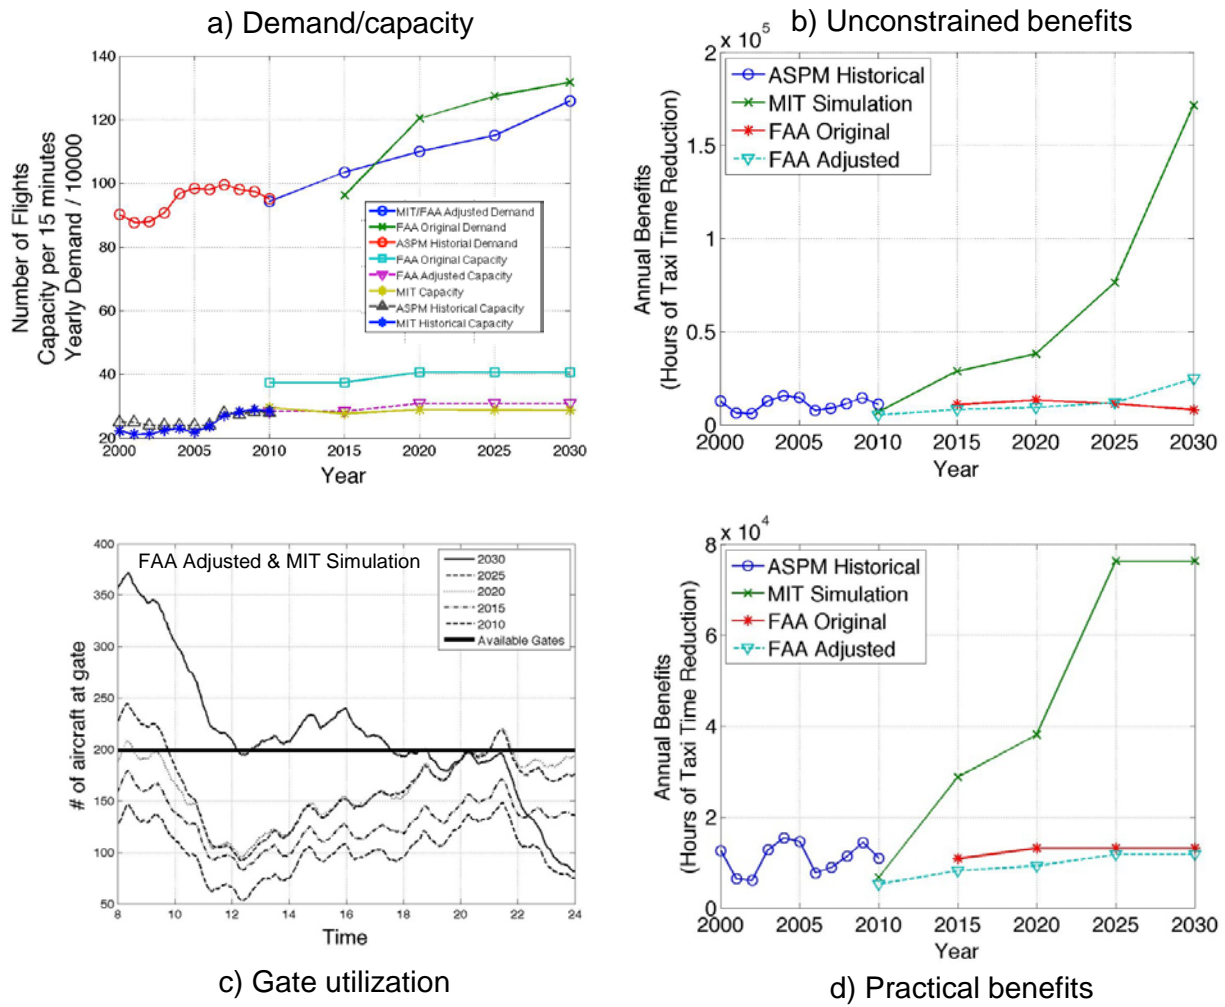 a) Demand/capacity
140
120
100
80
60
40
20
2000 2005 2010 2015 2020 2025 2030
Year
Number of Flights
Capacity per 15 minutes
Yearly Demand / 10000
MIT/FAA Adjusted Demand
FAA Original Demand
ASPM Historial Demand
FAA Original Capacity
FAA Adjusted Capacity
MIT Capacity
ASPM Historical Capacity
MIT Historical Capacity
b) Unconstrained benefits
x 10^5
2
1.5
1
0.5
0
2000 2005 2010 2015 2020 2025 2030
Year
Annual Benefits
(Hours of Taxi Time Reduction)
ASPM Historical
MIT Simulation
FAA Original
FAA Adjusted
400
350
300
250
200
150
100
50
8 10 12 14 16 18 20 22 24
Time
# of aircraft at gate
FAA Adjusted & MIT Simulation
2030
2025
2020
2015
2010
Available Gates
c) Gate utilization
x 10^4
8
6
4
2
0
2000 2005 2010 2015 2020 2025 2030
Year
Annual Benefits
(Hours of Taxi Time Reduction)
ASPM Historical
MIT Simulation
FAA Original
FAA Adjusted
d) Practical benefits